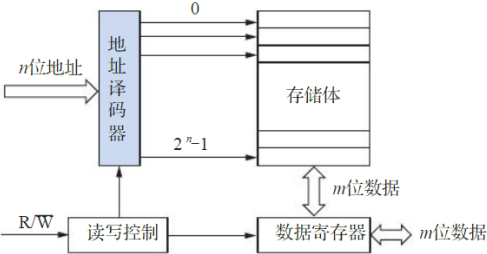 0
n位地址
地址译码器
存储体
2ⁿ-1
m位数据
R/W̅
读写控制
数据寄存器
m位数据